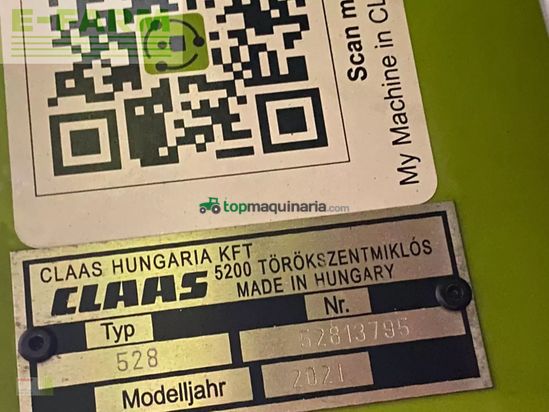 E-FARM
Scan m
My Machine in CL
topmaquinaria.com
CLAAS HUNGARIA KFT
5200 TÖRÖKSZENTMIKLÓS
CLAAS
MADE IN HUNGARY
Typ
Nr.
528
52813795
Modelljahr
2021